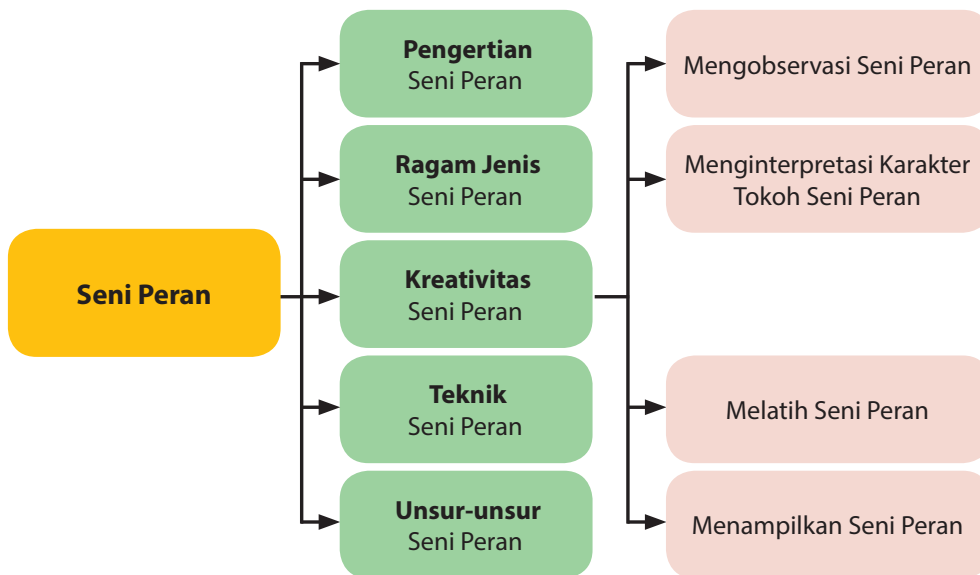 Seni Peran
Pengertian
Seni Peran
Ragam Jenis
Seni Peran
Kreativitas
Seni Peran
Teknik
Seni Peran
Unsur-unsur
Seni Peran
Mengobservasi Seni Peran
Menginterpretasi Karakter
Tokoh Seni Peran
Melatih Seni Peran
Menampilkan Seni Peran